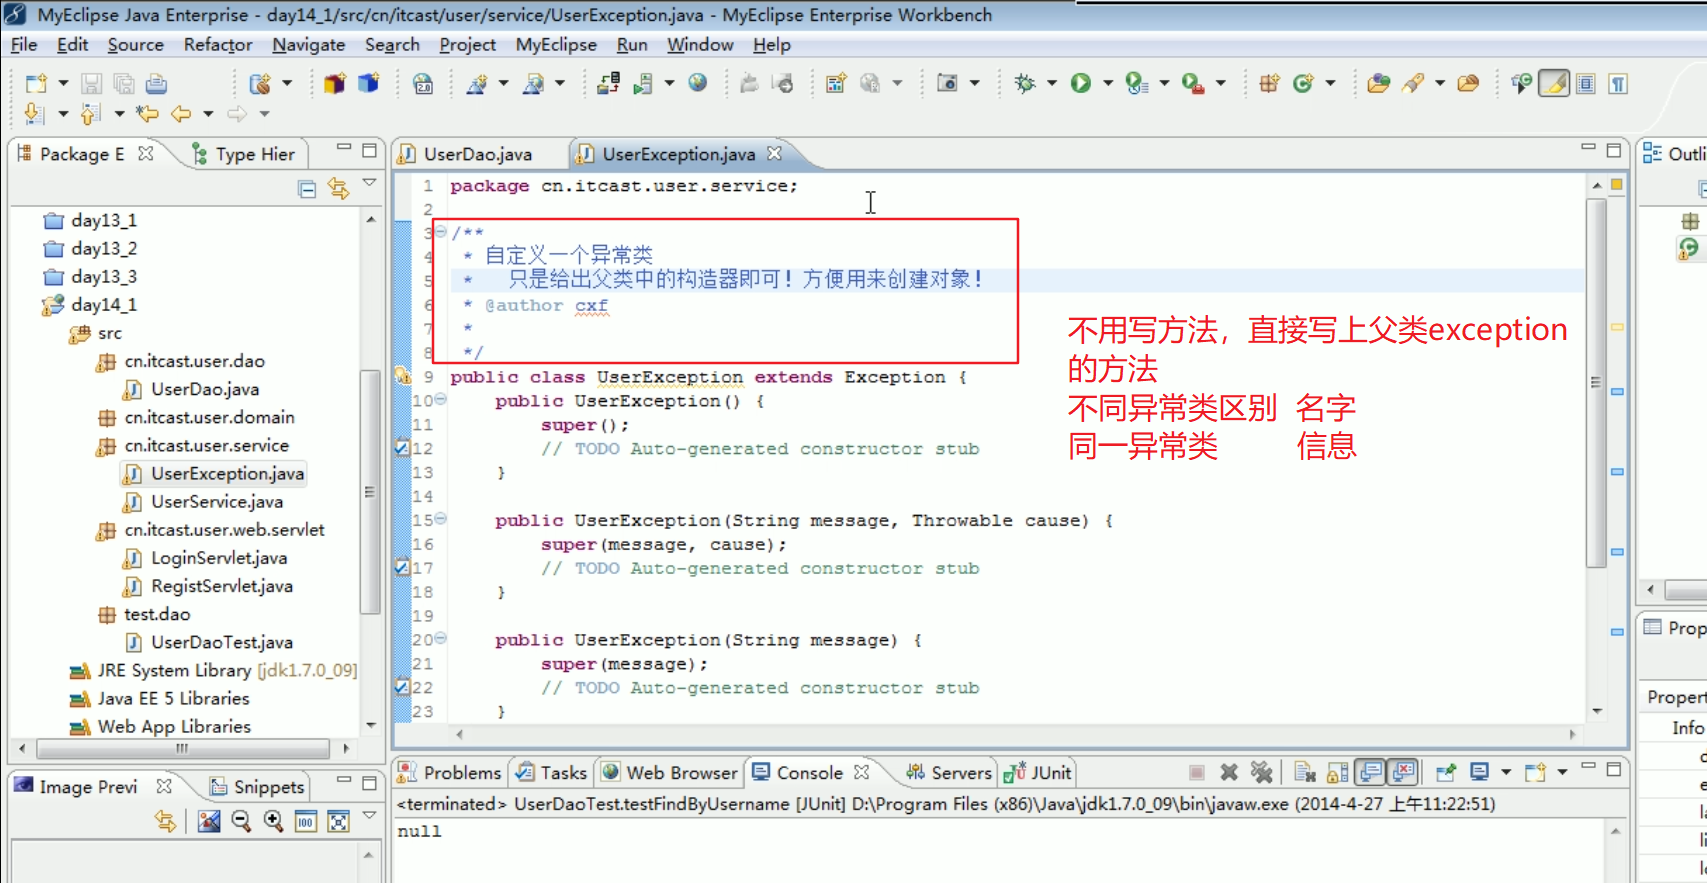 MyEclipse Java Enterprise - day14_1/src/cn/itcast/user/service/UserException.java - MyEclipse Enterprise Workbench
File Edit Source Refactor Navigate Search Project MyEclipse Run Window Help
Package E
Type Hier
day13_1
day13_2
day13_3
day14_1
src
cn.itcast.user.dao
UserDao.java
cn.itcast.user.domain
cn.itcast.user.service
UserException.java
UserService.java
cn.itcast.user.web.servlet
LoginServlet.java
RegistServlet.java
test.dao
UserDaoTest.java
JRE System Library [jdk1.7.0_09]
Java EE 5 Libraries
Web App Libraries
Image Previ
Snippets
UserDao.java
UserException.java
1 package cn.itcast.user.service;
2
3 /**
4 * 自定义一个异常类
5 * 只是给出父类中的构造器即可！方便用来创建对象！
6 * @author cxf
7 *
8 */
9 public class UserException extends Exception {
10 public UserException() {
11 super();
12 // TODO Auto-generated constructor stub
13 }
14
15 public UserException(String message, Throwable cause) {
16 super(message, cause);
17 // TODO Auto-generated constructor stub
18 }
19
20 public UserException(String message) {
21 super(message);
22 // TODO Auto-generated constructor stub
23 }
不用写方法，直接写上父类exception
的方法
不同异常类区别 名字
同一异常类 信息
Outli
Prop
Propert
Info
Problems Tasks Web Browser Console Servers JUnit
<terminated> UserDaoTest.testFindByUsername [JUnit] D:\Program Files (x86)\Java\jdk1.7.0_09\bin\javaw.exe (2014-4-27 上午11:22:51)
null